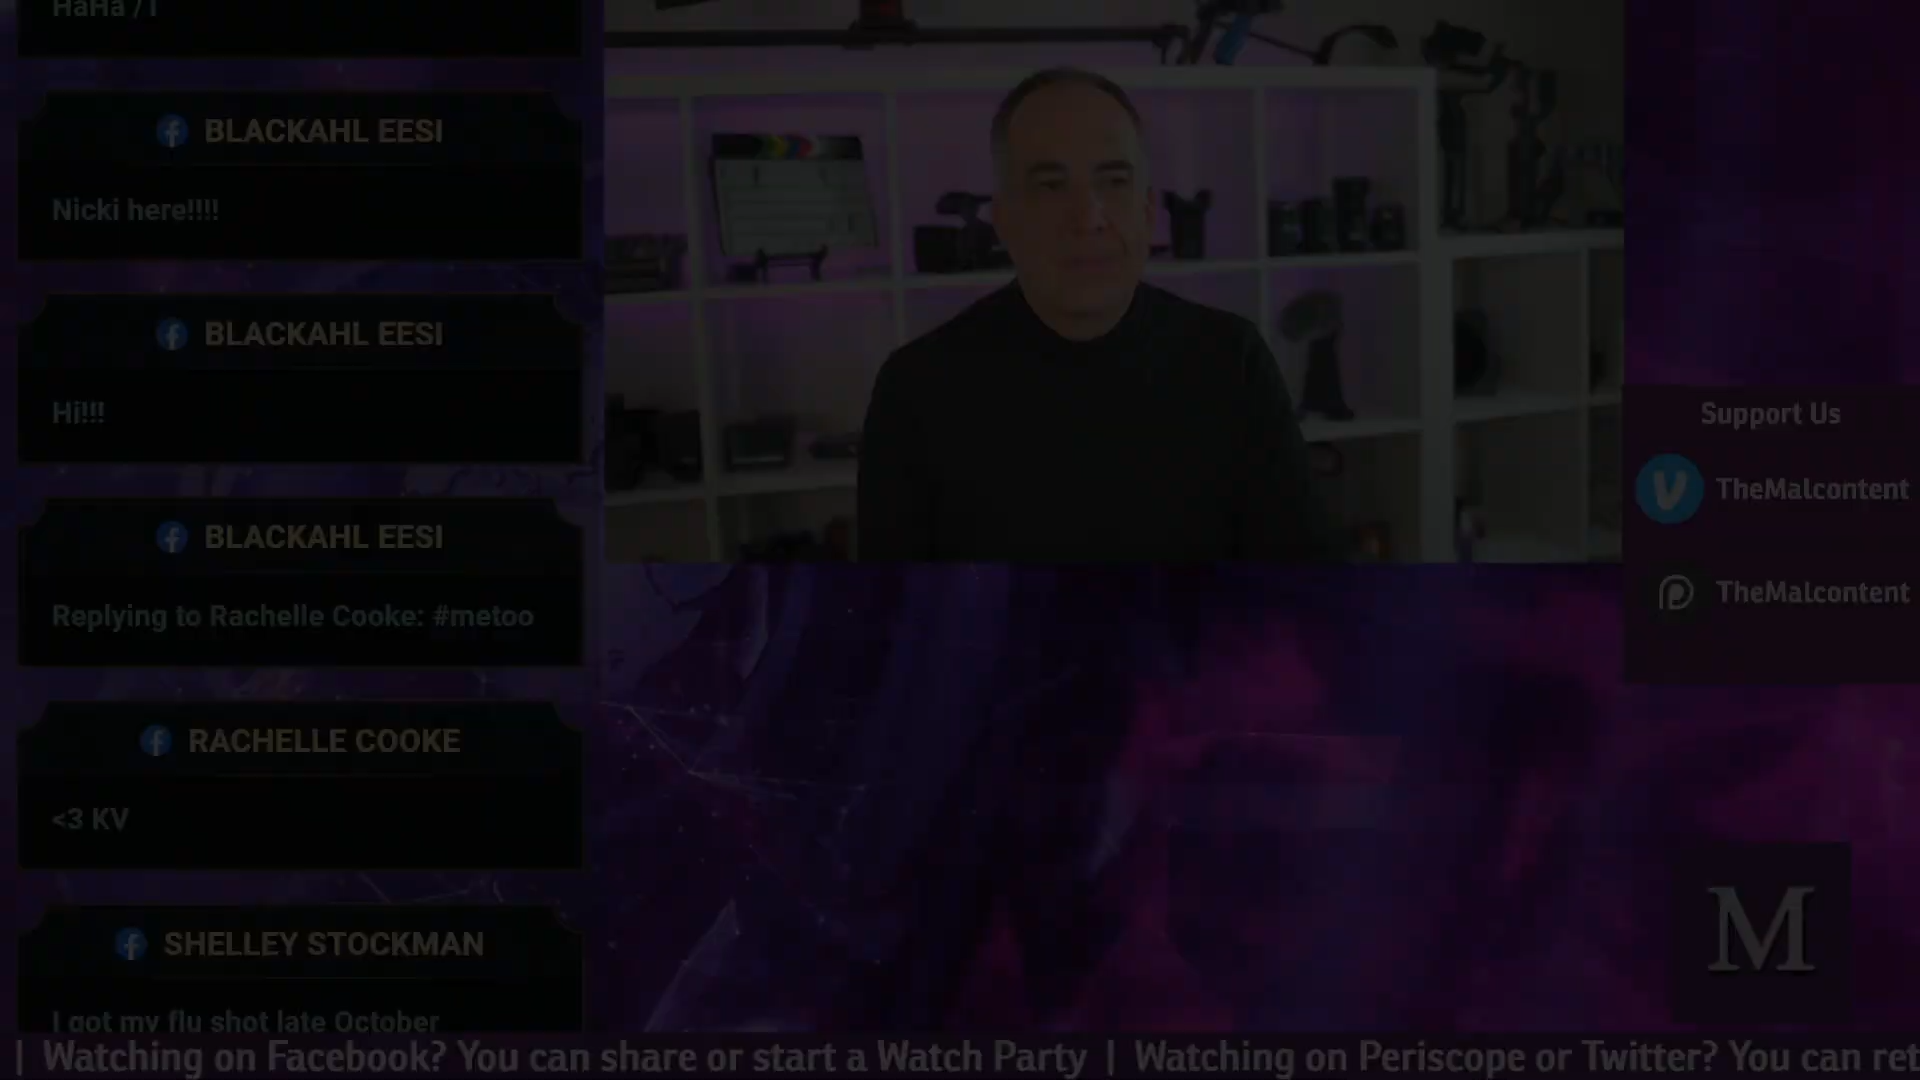 HaHa /1
BLACKAHL EESI
Nicki here!!!!
BLACKAHL EESI
Hi!!!
BLACKAHL EESI
Replying to Rachelle Cooke: #metoo
RACHELLE COOKE
<3 KV
SHELLEY STOCKMAN
I got my flu shot late October
Support Us
TheMalcontent
TheMalcontent
M
| Watching on Facebook? You can share or start a Watch Party | Watching on Periscope or Twitter? You can ret